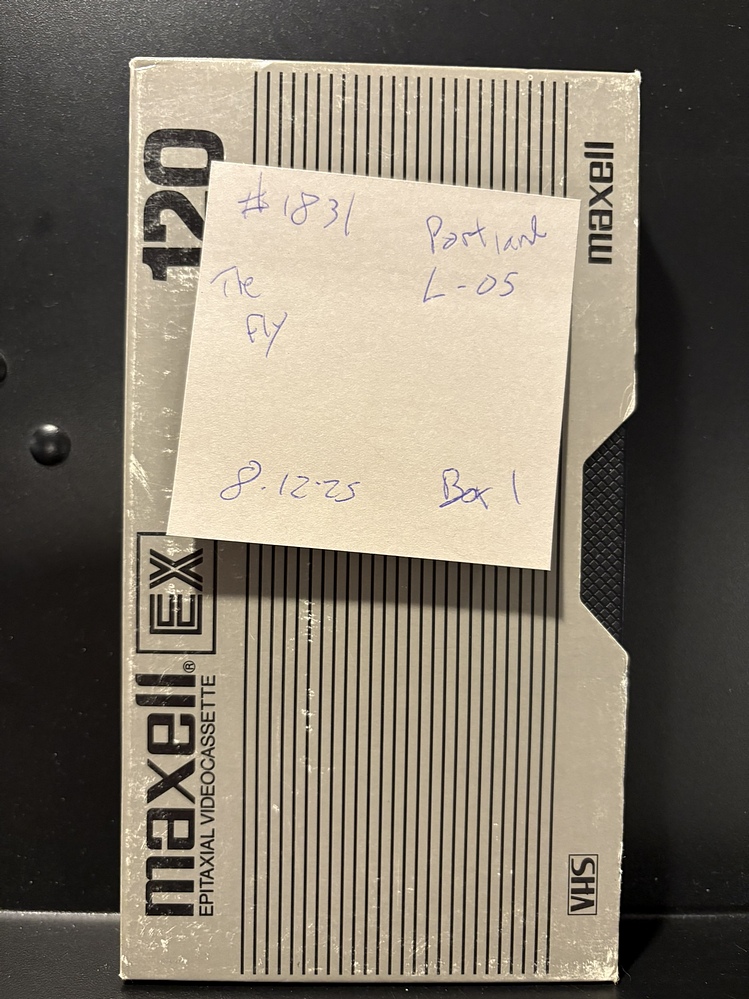 #1831
Portland
L-05
The
Fly
8.12.25
Box 1
120
maxell
maxell® EX
EPITAXIAL VIDEOCASSETTE
VHS